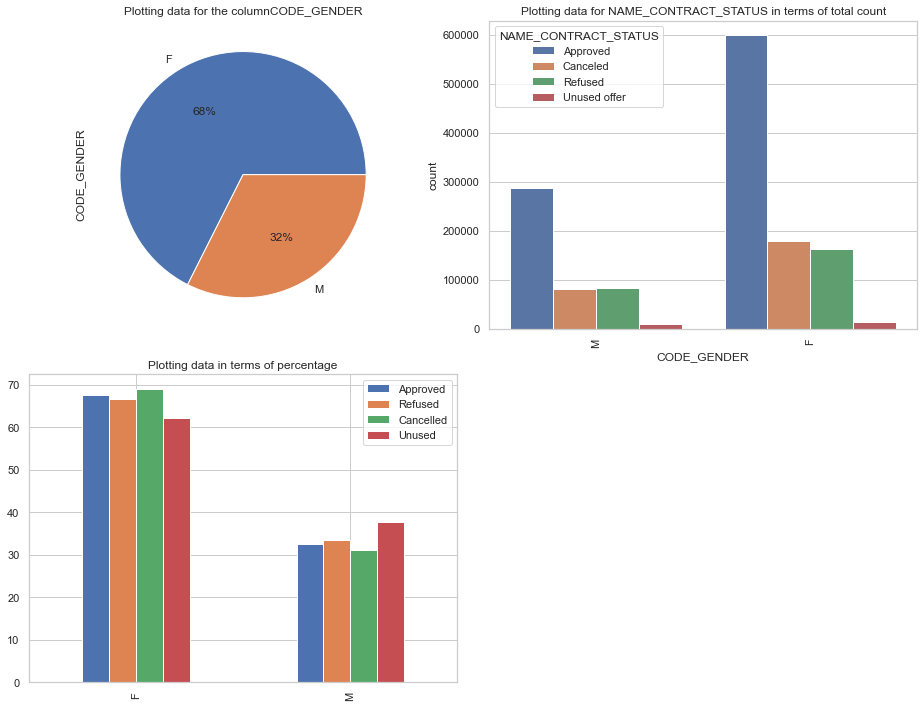 Plotting data for the columnCODE_GENDER
F
68%
CODE_GENDER
32%
M
Plotting data for NAME_CONTRACT_STATUS in terms of total count
NAME_CONTRACT_STATUS
Approved
Canceled
Refused
Unused offer
600000
500000
400000
300000
200000
100000
0
count
M
F
CODE_GENDER
Plotting data in terms of percentage
Approved
Refused
Cancelled
Unused
70
60
50
40
30
20
10
0
F
M